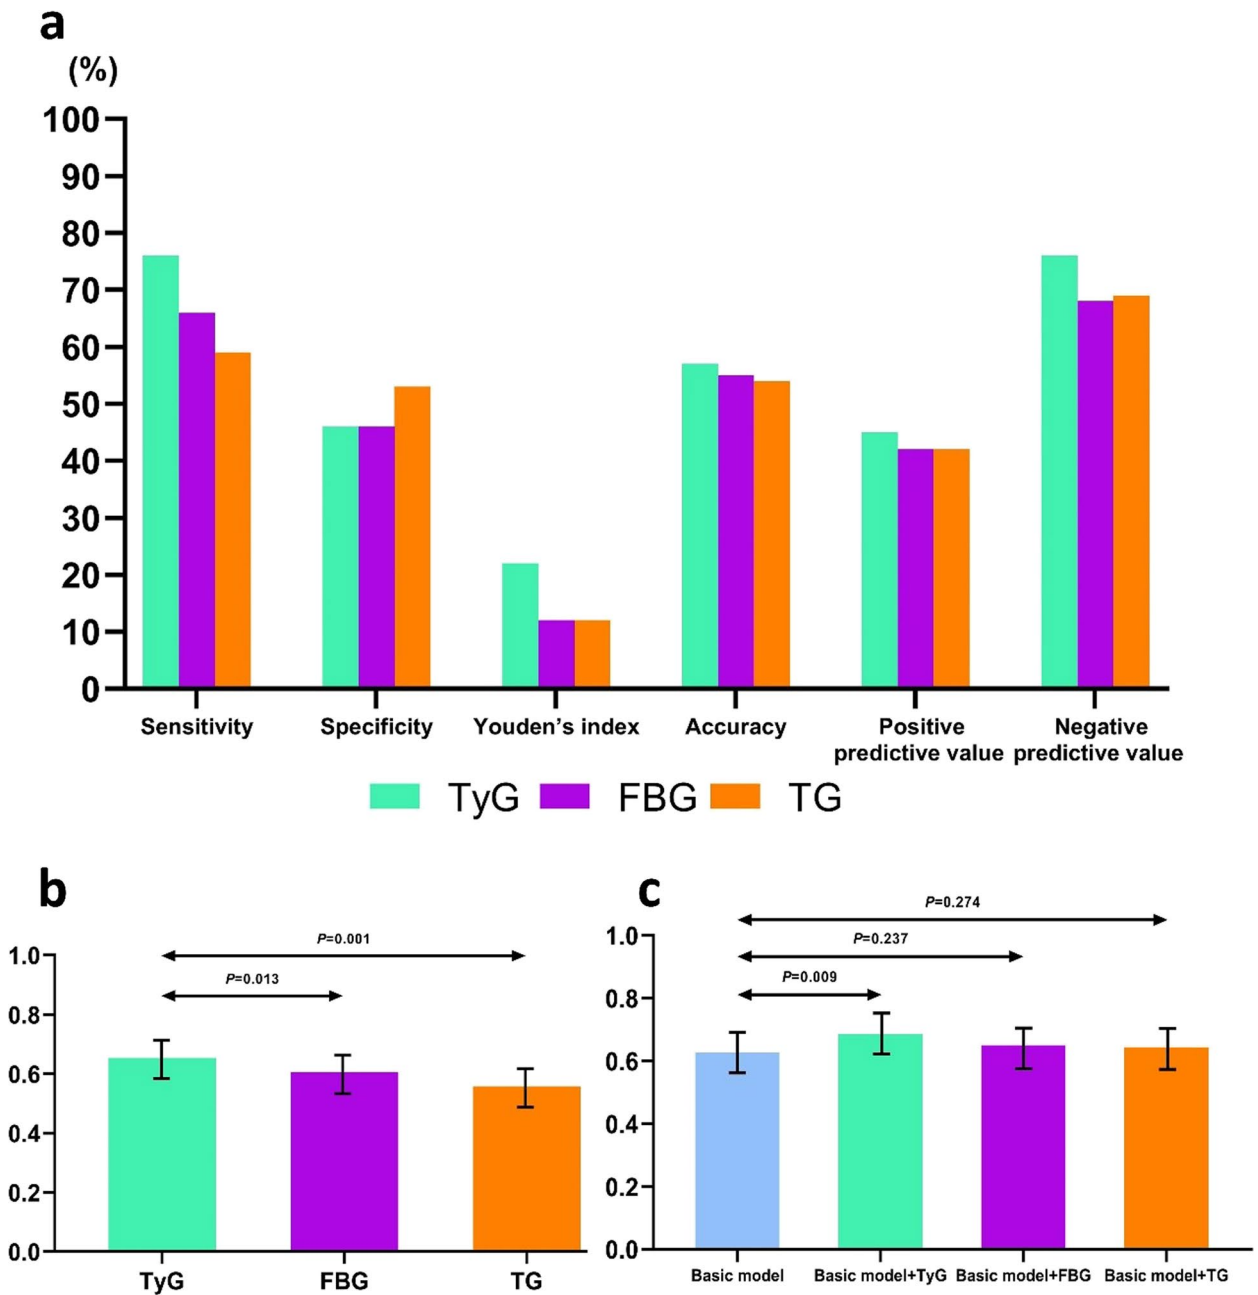 a
(%)
100
90
80
70
60
50
40
30
20
10
0
Sensitivity Specificity Youden’s index Accuracy Positive predictive value Negative predictive value
TyG FBG TG
b
P=0.001
P=0.013
1.0
0.8
0.6
0.4
0.2
0.0
TyG FBG TG
c
P=0.274
P=0.237
P=0.009
1.0
0.8
0.6
0.4
0.2
0.0
Basic model Basic model+TyG Basic model+FBG Basic model+TG